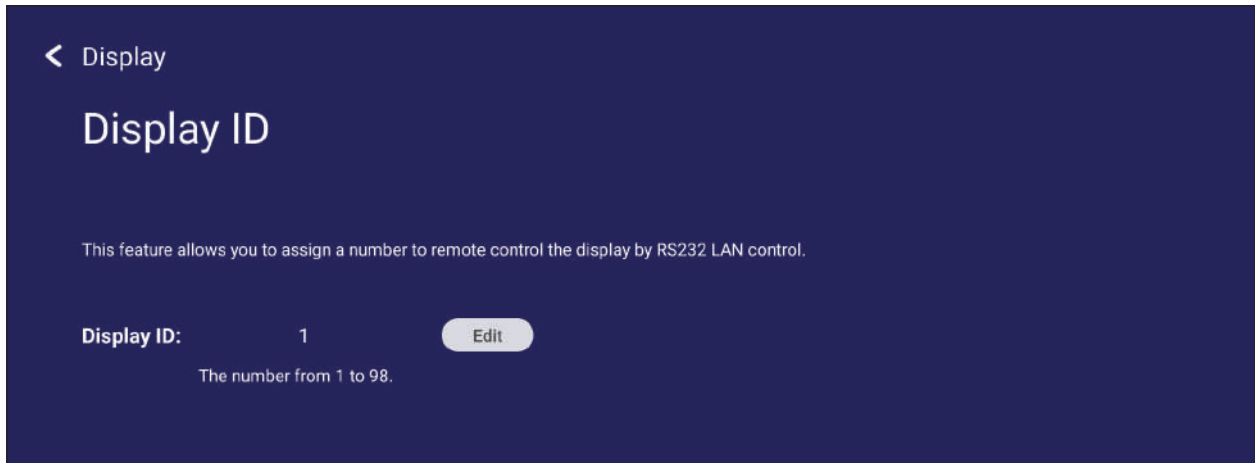 Display
Display ID
This feature allows you to assign a number to remote control the display by RS232 LAN control.
Display ID: 1 Edit
The number from 1 to 98.